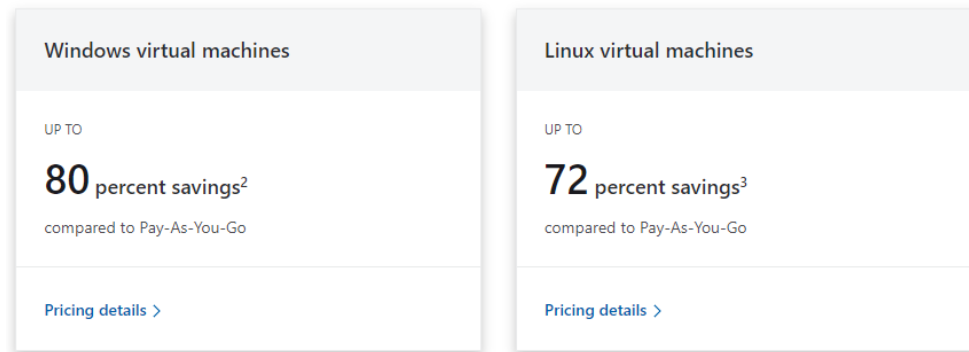 Windows virtual machines
UP TO
80 percent savings²
compared to Pay-As-You-Go
Pricing details >
Linux virtual machines
UP TO
72 percent savings³
compared to Pay-As-You-Go
Pricing details >